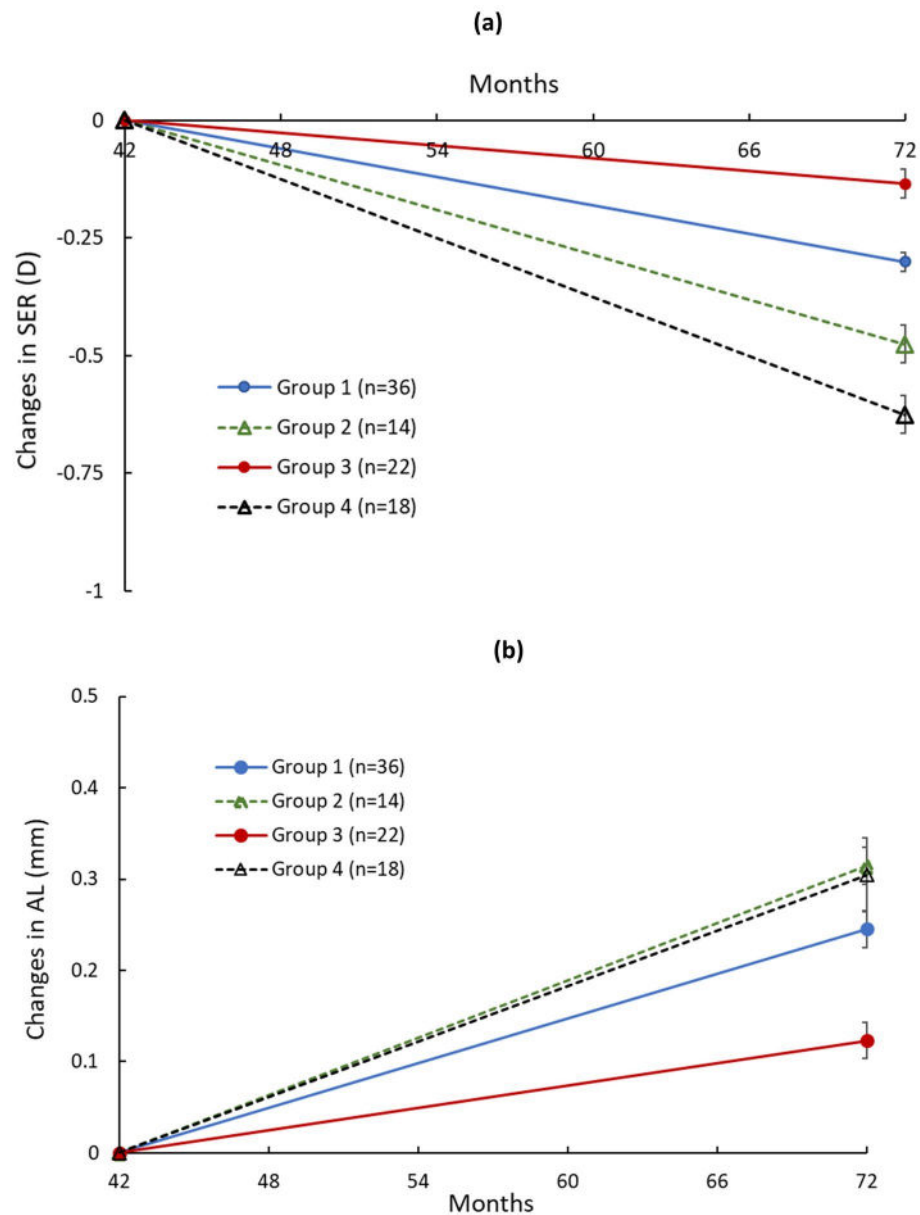 (a)
Months
0
42 48 54 60 66 72
-0.25
-0.5
-0.75
-1
Changes in SER (D)
Group 1 (n=36)
Group 2 (n=14)
Group 3 (n=22)
Group 4 (n=18)
(b)
0.5
0.4
0.3
0.2
0.1
0
Changes in AL (mm)
Group 1 (n=36)
Group 2 (n=14)
Group 3 (n=22)
Group 4 (n=18)
42 48 54 60 66 72
Months